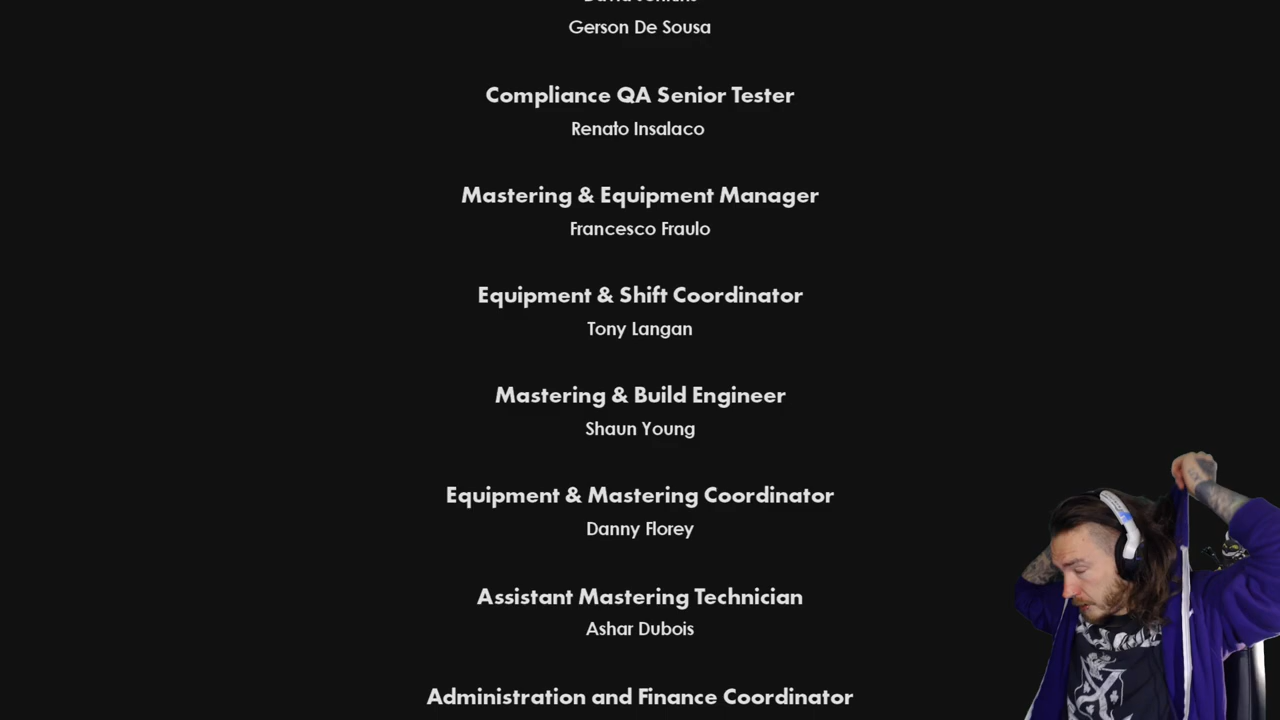 Gerson De Sousa
Compliance QA Senior Tester
Renato Insalaco
Mastering & Equipment Manager
Francesco Fraulo
Equipment & Shift Coordinator
Tony Langan
Mastering & Build Engineer
Shaun Young
Equipment & Mastering Coordinator
Danny Florey
Assistant Mastering Technician
Ashar Dubois
Administration and Finance Coordinator